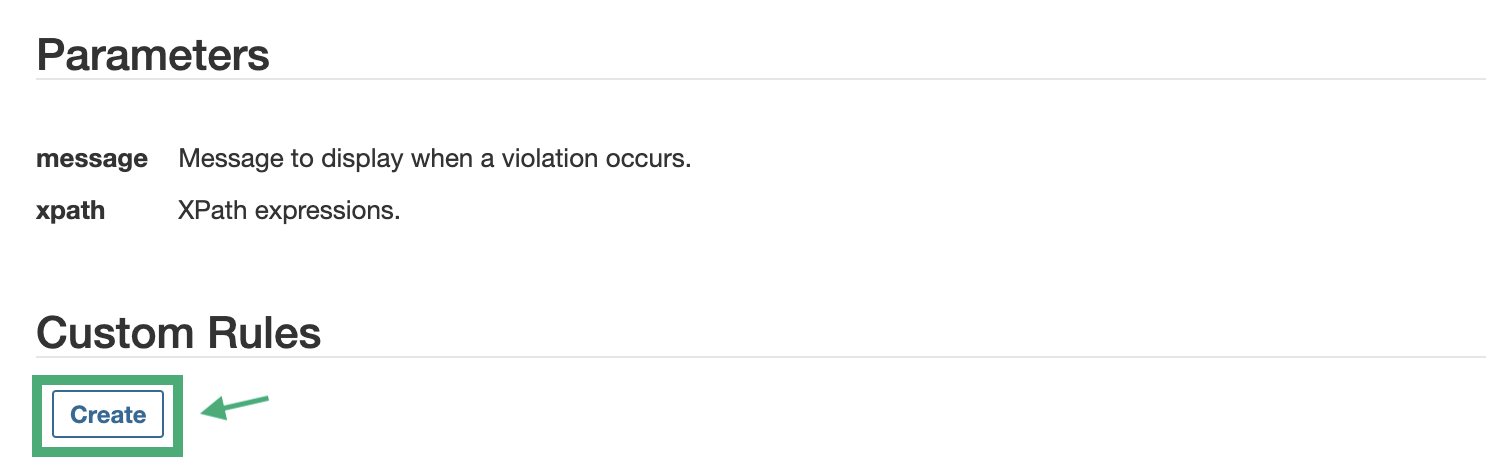 Parameters
message Message to display when a violation occurs.
xpath XPath expressions.
Custom Rules
Create